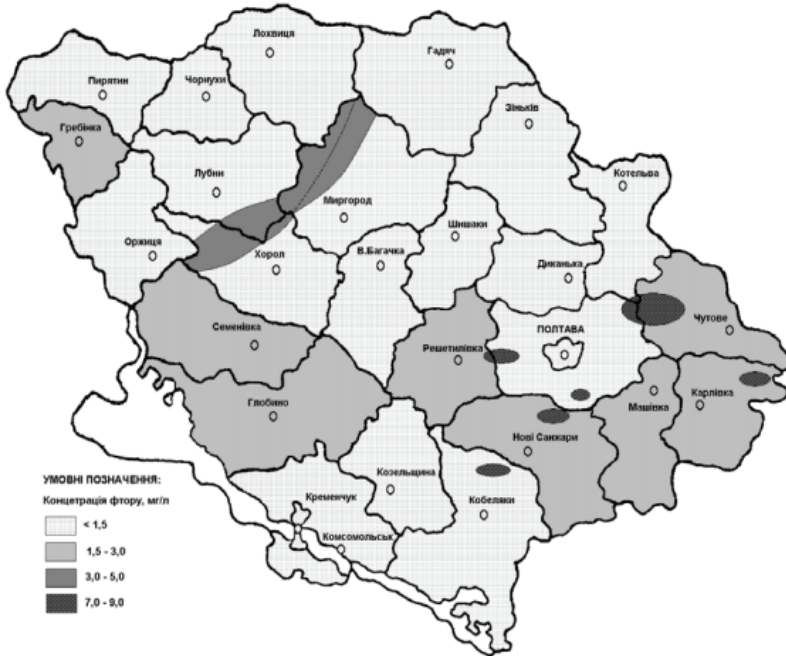 Лохвиця
Гадяч
Пирятин
Чорнухи
Зіньків
Гребінка
Лубни
Котельва
Миргород
Шишаки
Оржиця
Хорол
В.Багачка
Диканька
Чутове
Семенівка
Решетилівка
ПОЛТАВА
Глобино
Машівка
Карлівка
Нові Санжари
Козельщина
Кременчук
Кобеляки
Комсомольськ
УМОВНІ ПОЗНАЧЕННЯ:
Концетрація фтору, мг/л
< 1,5
1,5 - 3,0
3,0 - 5,0
7,0 - 9,0